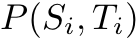 P(S_i, T_i)